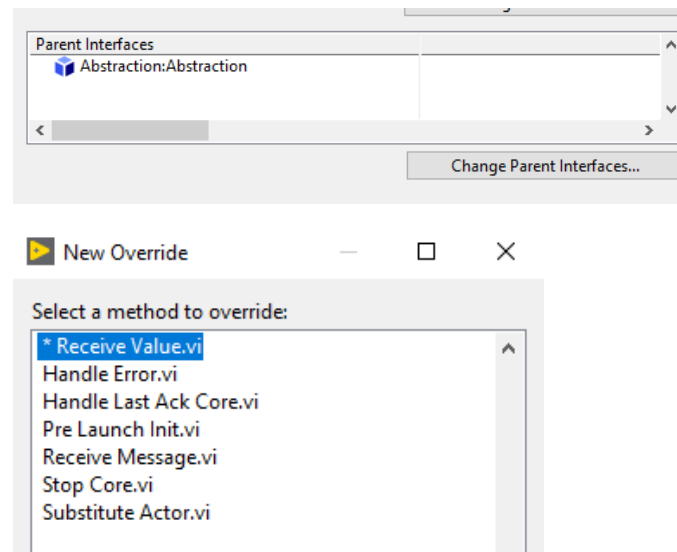 Parent Interfaces
Abstraction:Abstraction
Change Parent Interfaces...
New Override
Select a method to override:
* Receive Value.vi
Handle Error.vi
Handle Last Ack Core.vi
Pre Launch Init.vi
Receive Message.vi
Stop Core.vi
Substitute Actor.vi